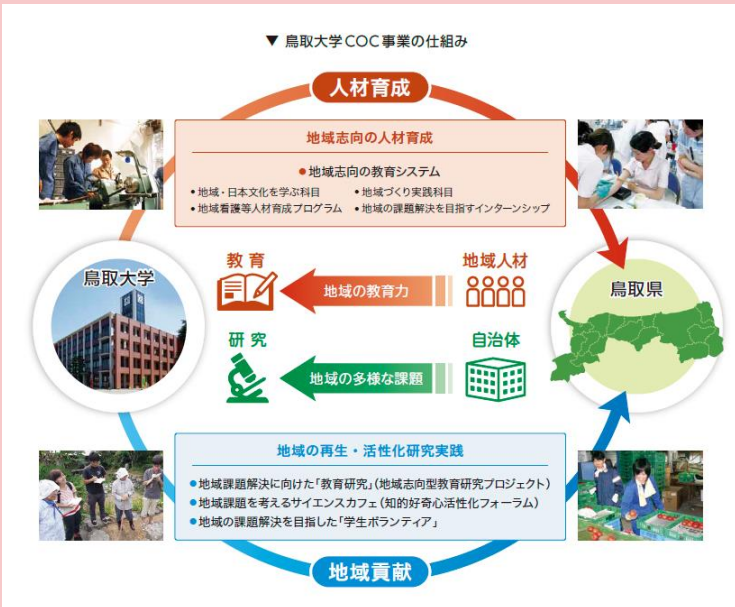 ▼ 鳥取大学COC事業の仕組み
人材育成
地域志向の人材育成
●地域志向の教育システム
•地域・日本文化を学ぶ科目 •地域づくり実践科目
•地域看護等人材育成プログラム •地域の課題解決を目指すインターンシップ
鳥取大学
教育
地域の教育力
地域人材
鳥取県
研究
地域の多様な課題
自治体
地域の再生・活性化研究実践
●地域課題解決に向けた「教育研究」(地域志向型教育研究プロジェクト)
●地域課題を考えるサイエンスカフェ(知的好奇心活性化フォーラム)
●地域の課題解決を目指した「学生ボランティア」
地域貢献